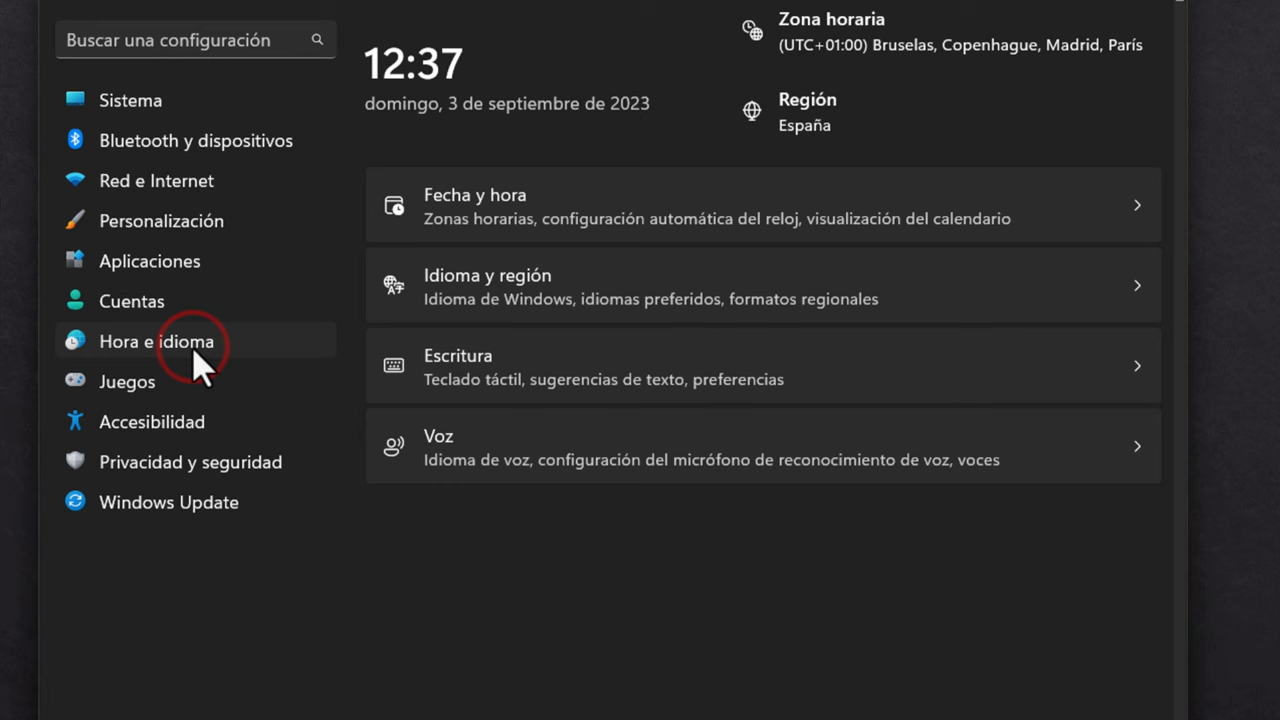 Buscar una configuración
Sistema
Bluetooth y dispositivos
Red e Internet
Personalización
Aplicaciones
Cuentas
Hora e idioma
Juegos
Accesibilidad
Privacidad y seguridad
Windows Update
12:37
domingo, 3 de septiembre de 2023
Zona horaria
(UTC+01:00) Bruselas, Copenhague, Madrid, París
Región
España
Fecha y hora
Zonas horarias, configuración automática del reloj, visualización del calendario
Idioma y región
Idioma de Windows, idiomas preferidos, formatos regionales
Escritura
Teclado táctil, sugerencias de texto, preferencias
Voz
Idioma de voz, configuración del micrófono de reconocimiento de voz, voces